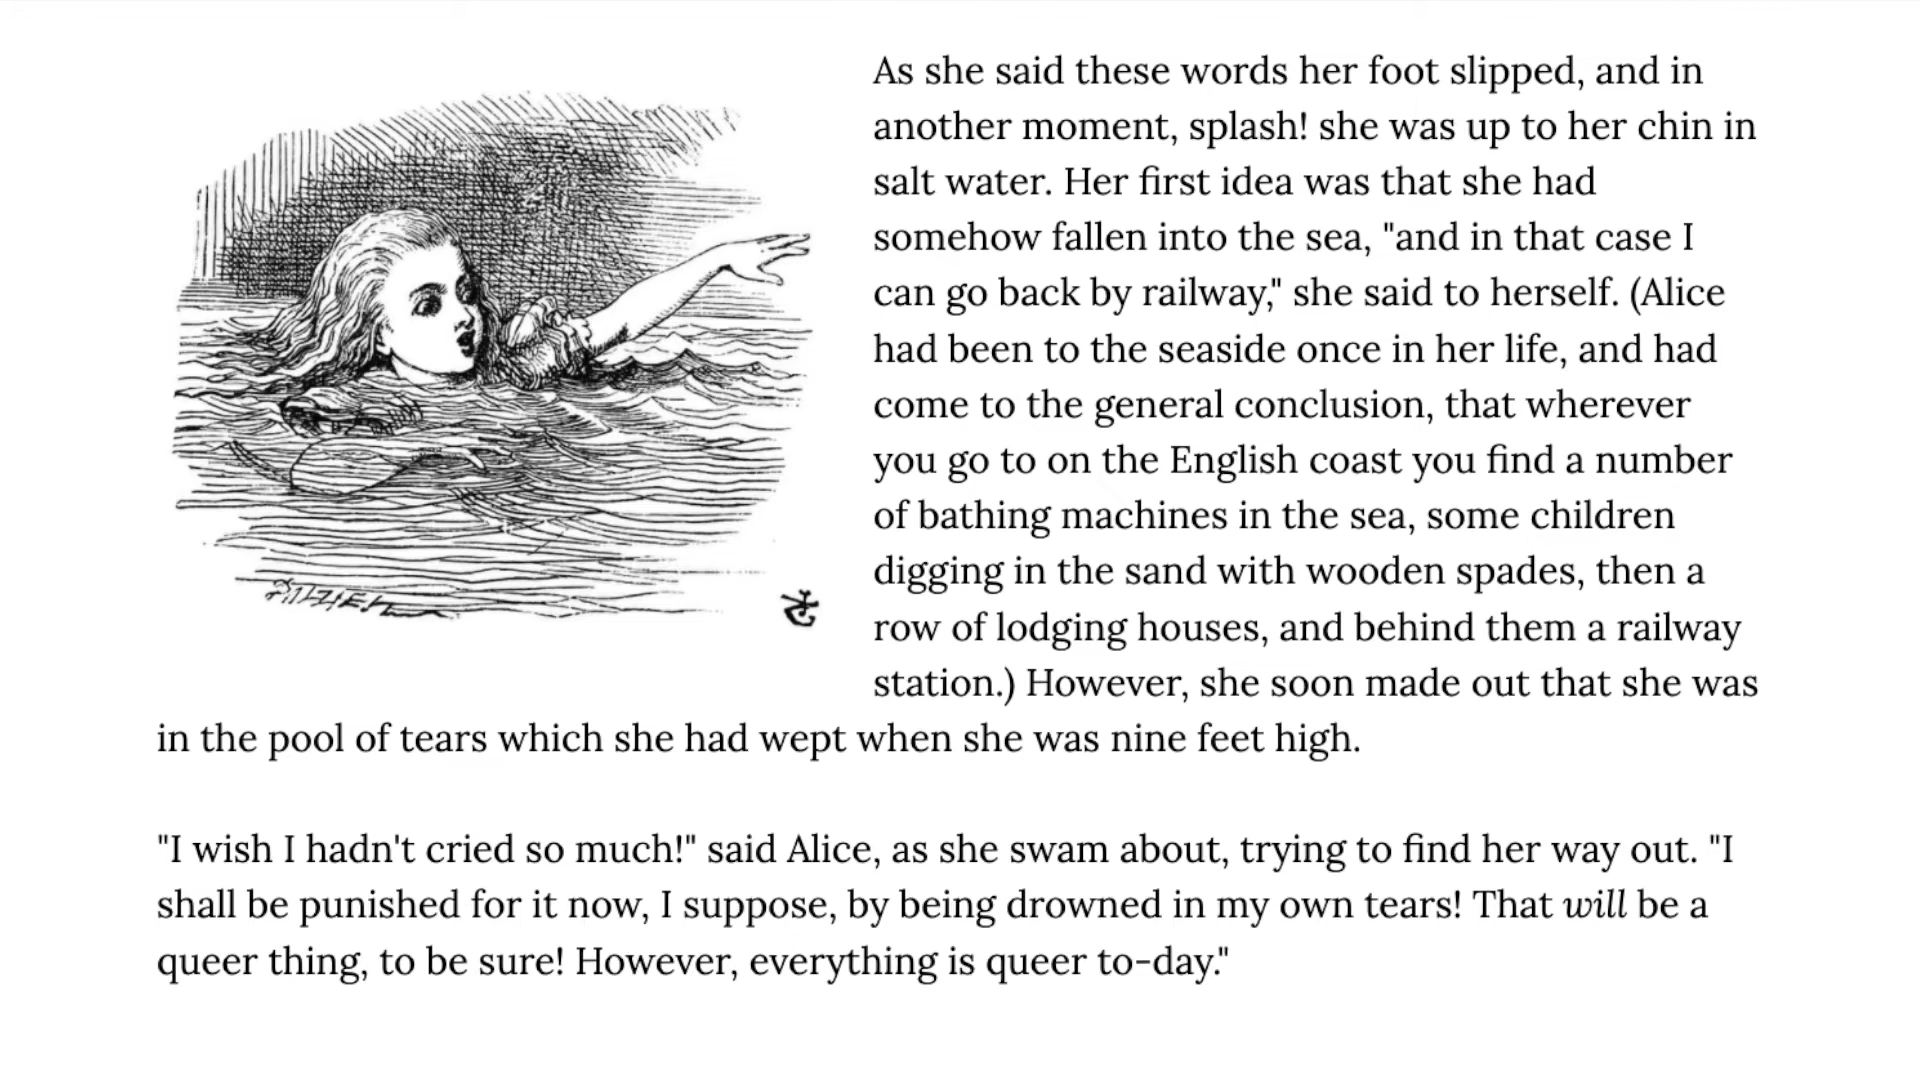 As she said these words her foot slipped, and in
another moment, splash! she was up to her chin in
salt water. Her first idea was that she had
somehow fallen into the sea, "and in that case I
can go back by railway," she said to herself. (Alice
had been to the seaside once in her life, and had
come to the general conclusion, that wherever
you go to on the English coast you find a number
of bathing machines in the sea, some children
digging in the sand with wooden spades, then a
row of lodging houses, and behind them a railway
station.) However, she soon made out that she was
in the pool of tears which she had wept when she was nine feet high.
"I wish I hadn't cried so much!" said Alice, as she swam about, trying to find her way out. "I
shall be punished for it now, I suppose, by being drowned in my own tears! That will be a
queer thing, to be sure! However, everything is queer to-day."